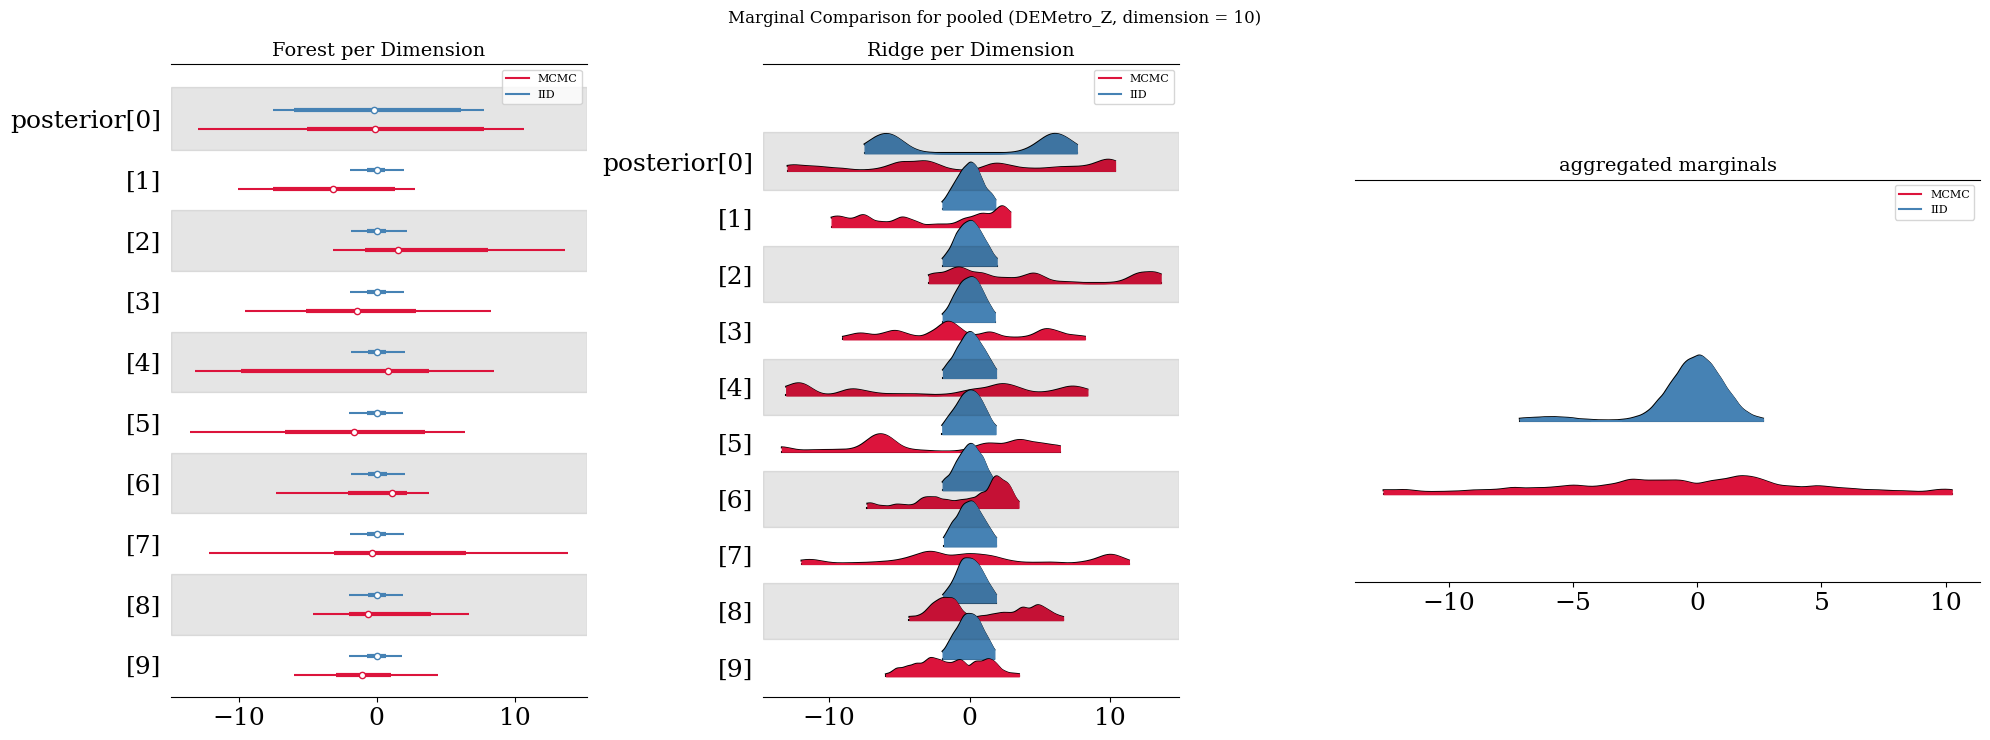 Marginal Comparison for pooled (DEMetro_Z, dimension = 10)
Forest per Dimension
MCMC
IID
posterior[0]
[1]
[2]
[3]
[4]
[5]
[6]
[7]
[8]
[9]
−10 0 10
Ridge per Dimension
MCMC
IID
posterior[0]
[1]
[2]
[3]
[4]
[5]
[6]
[7]
[8]
[9]
−10 0 10
aggregated marginals
MCMC
IID
−10 −5 0 5 10